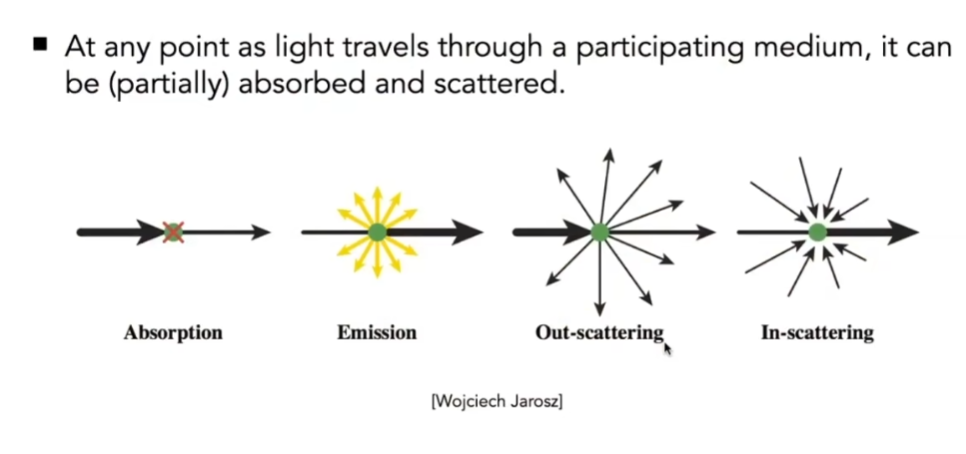 At any point as light travels through a participating medium, it can
be (partially) absorbed and scattered.
Absorption
Emission
Out-scattering
In-scattering
[Wojciech Jarosz]